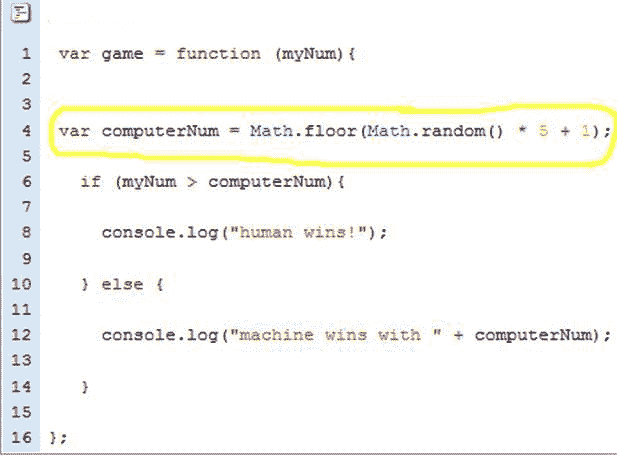 1 var game = function (myNum){
2
3
4 var computerNum = Math.floor(Math.random() * 5 + 1);
5
6 if (myNum > computerNum){
7
8 console.log("human wins!");
9
10 } else {
11
12 console.log("machine wins with " + computerNum);
13
14 }
15
16 };